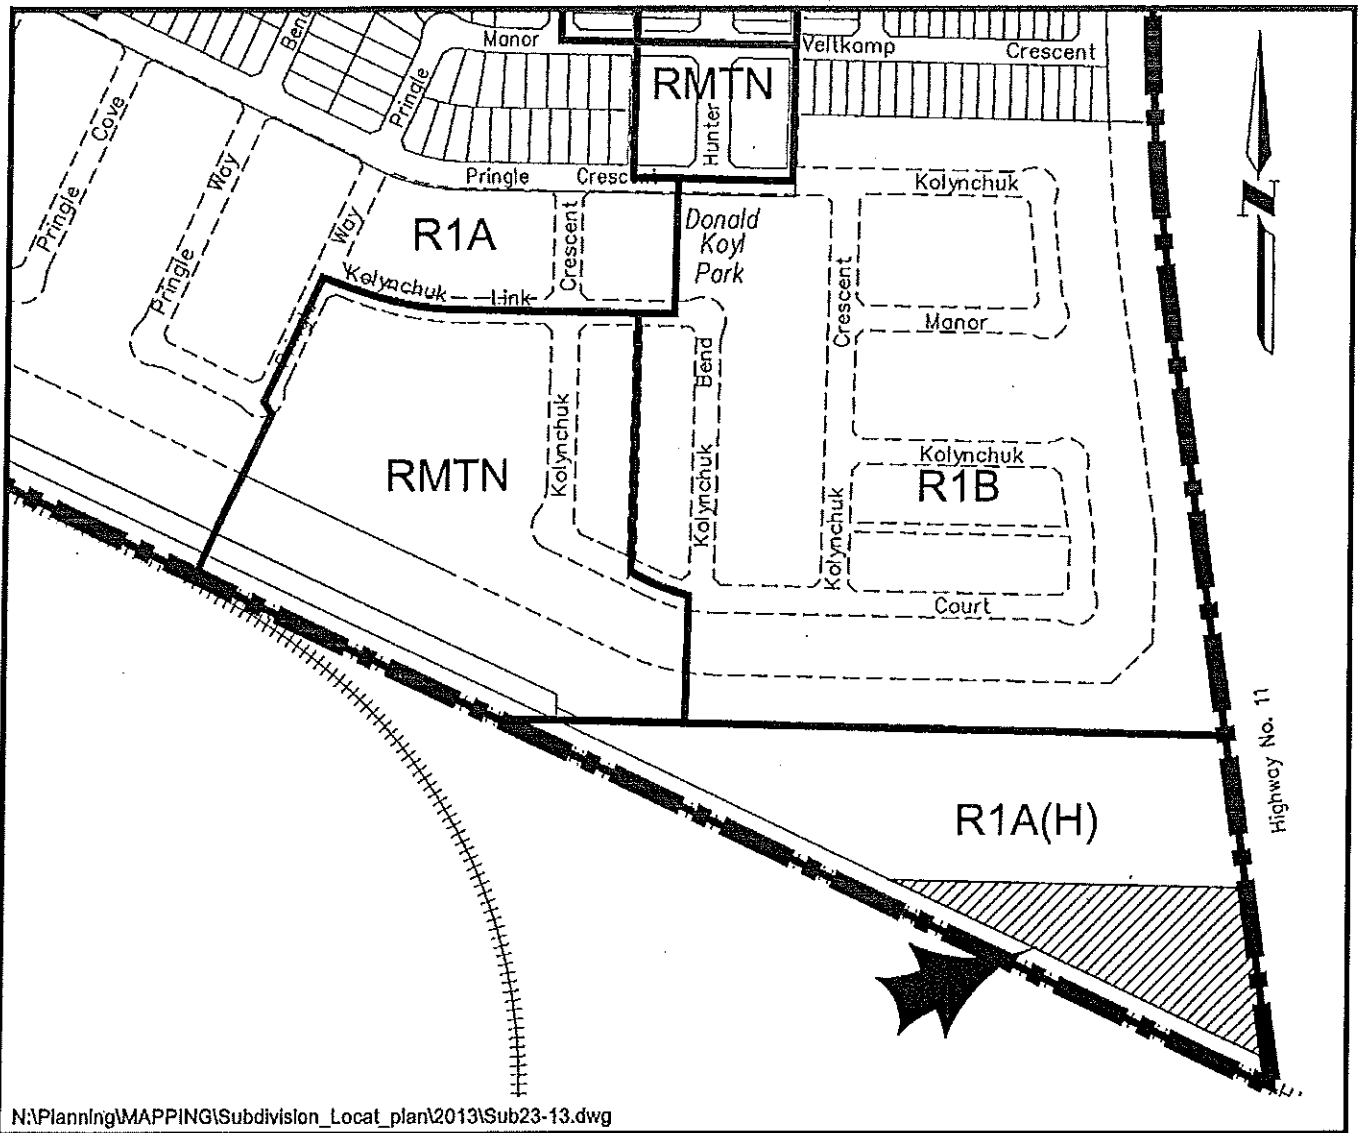 Bend
Manor
Veltkamp
Crescent
RMTN
Pringle
Cove
Hunter
Way
Pringle
Kolynchuk
Pringle
R1A
Way
Crescent
Donald
Koyl
Park
Pringle
Kolynchuk
Link
Crescent
Manor
Bend
RMTN
Kolynchuk
Kolynchuk
Kolynchuk
R1B
Kolynchuk
Court
Highway No. 11
R1A(H)
N
N:\Planning\MAPPING\Subdivision_Locat_plan\2013\Sub23-13.dwg